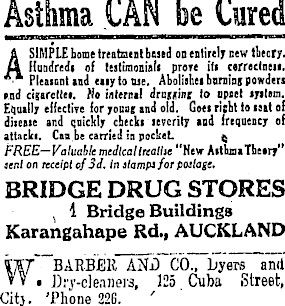 Asthma CAN be Cured
A SIMPLE home treatment based on entirely new theory.
Hundreds of testimonials prove its correctness.
Pleasant and easy to use. Abolishes burning powders
and cigarettes. No internal drugging to upset system.
Equally effective for young and old. Goes right to seat of
disease and quickly checks severity and frequency of
attacks. Can be carried in pocket.
FREE—Valuable medical treatise "New Asthma Theory"
sent on receipt of 3d. in stamps for postage.
BRIDGE DRUG STORES
1 Bridge Buildings
Karangahape Rd., AUCKLAND
W. BARBER AND CO., Dyers and
Dry-cleaners, 125 Cuba Street,
City. 'Phone 226.